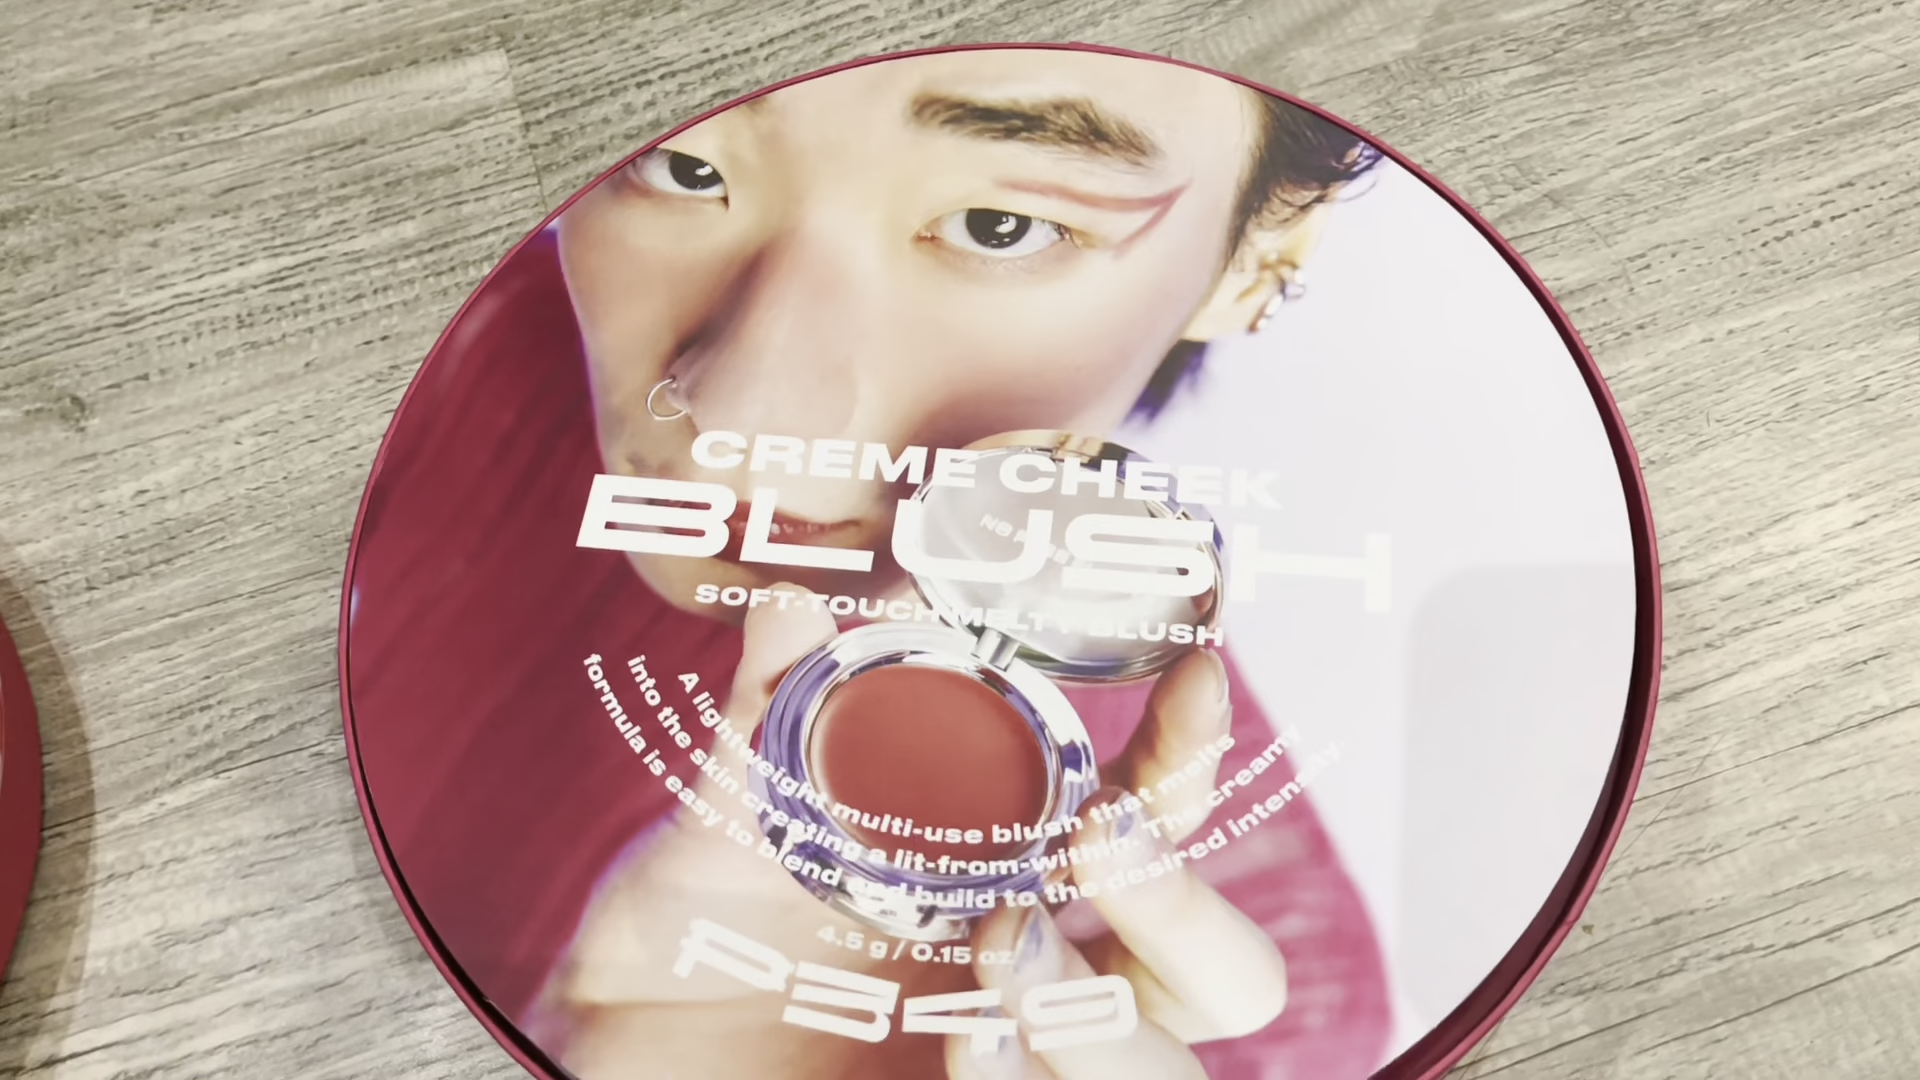 CREME CHEEK
BLUSH
SOFT-TOUCH MELTY BLUSH
A lightweight multi-use blush that melts
into the skin creating a lit-from-within. The creamy
formula is easy to blend and build to the desired intensity.
4.5 g / 0.15 oz
₱349